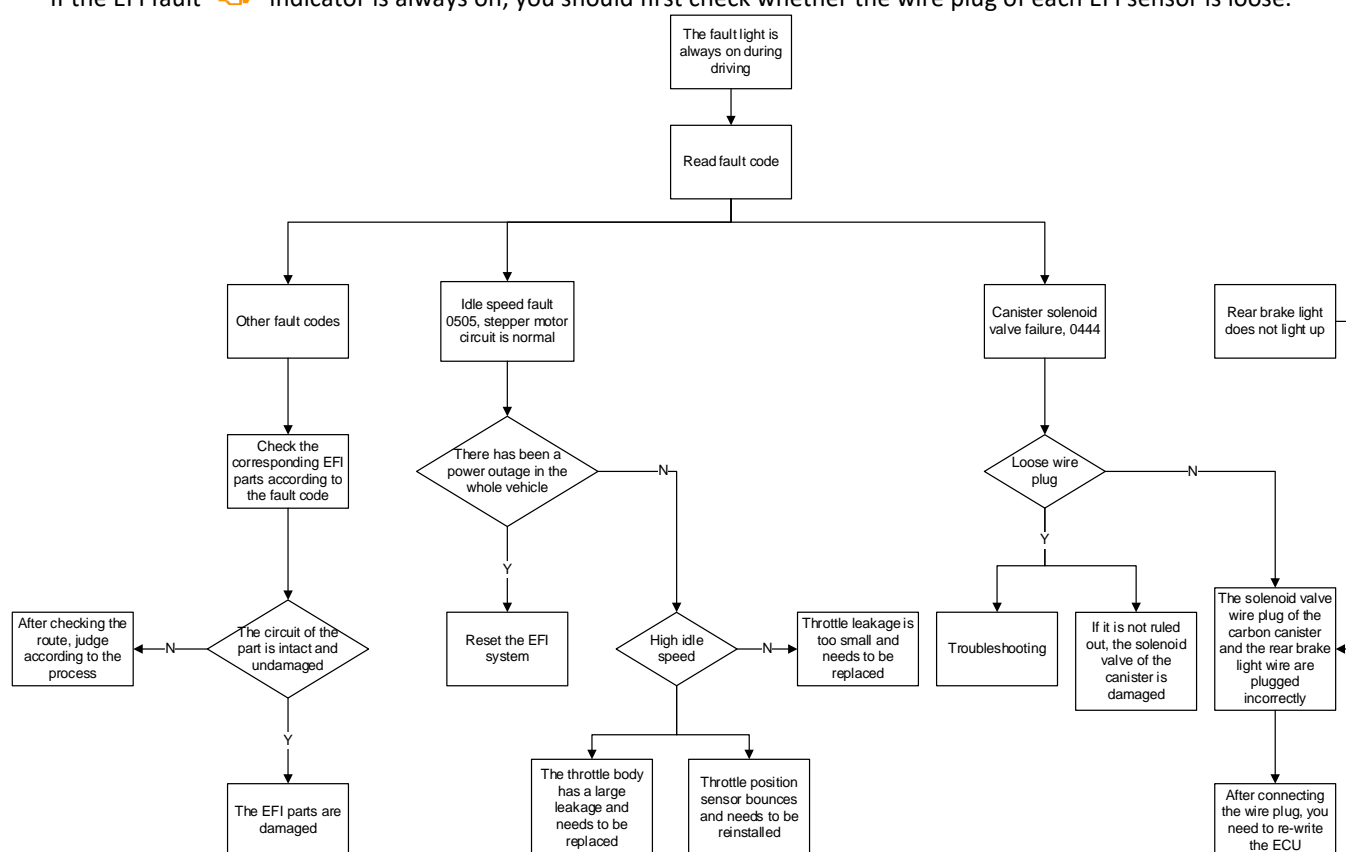 If the EFI fault indicator is always on, you should first check whether the wire plug of each EFI sensor is loose.
The fault light is
always on during
driving
Read fault code
Other fault codes
Idle speed fault
0505, stepper motor
circuit is normal
Canister solenoid
valve failure, 0444
Rear brake light
does not light up
Check the
corresponding EFI
parts according to
the fault code
There has been a
power outage in the
whole vehicle
N
Loose wire
plug
N
Y
Y
After checking the
route, judge
according to the
process
N
The circuit of the
part is intact and
undamaged
Reset the EFI
system
High idle
speed
N
Throttle leakage is
too small and
needs to be
replaced
Troubleshooting
If it is not ruled
out, the solenoid
valve of the
canister is
damaged
The solenoid valve
wire plug of the
carbon canister
and the rear brake
light wire are
plugged
incorrectly
Y
The EFI parts are
damaged
The throttle body
has a large
leakage and
needs to be
replaced
Throttle position
sensor bounces
and needs to be
reinstalled
After connecting
the wire plug, you
need to re-write
the ECU